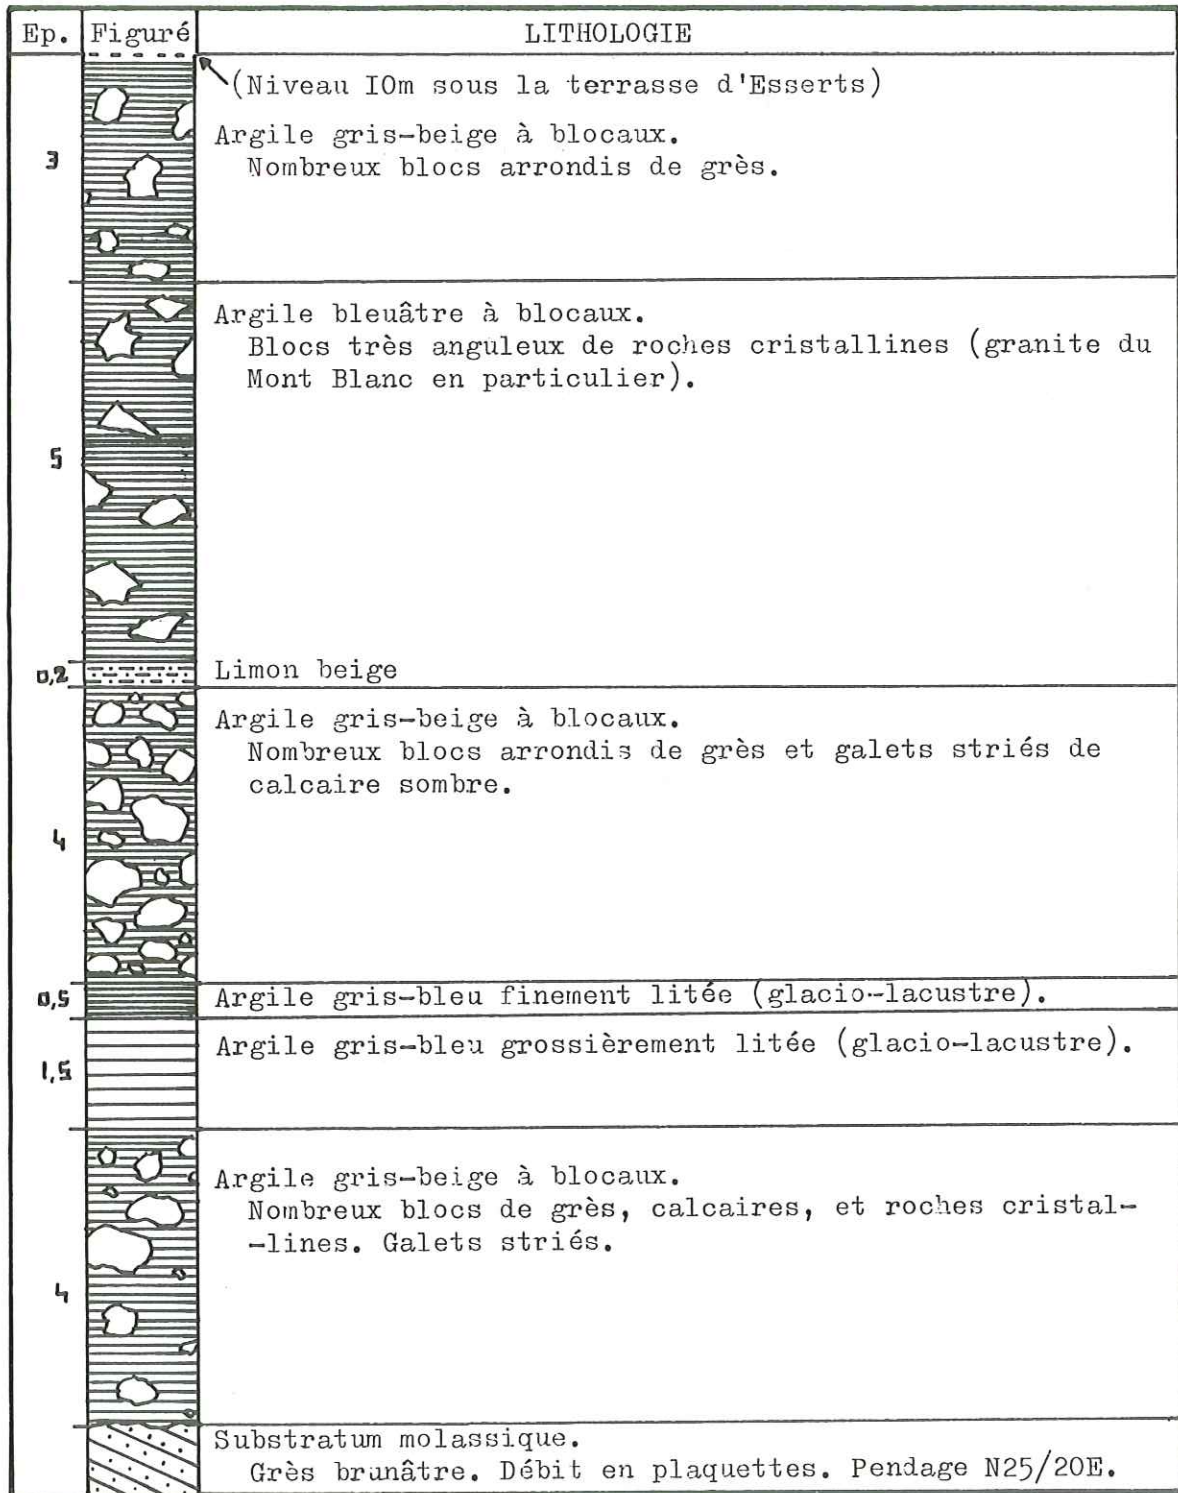 Ep. Figuré LITHOLOGIE
(Niveau IOm sous la terrasse d'Esserts)
3
Argile gris-beige à blocaux.
Nombreux blocs arrondis de grès.
5
Argile bleuâtre à blocaux.
Blocs très anguleux de roches cristallines (granite du
Mont Blanc en particulier).
0,2 Limon beige
4
Argile gris-beige à blocaux.
Nombreux blocs arrondis de grès et galets striés de
calcaire sombre.
0,5 Argile gris-bleu finement litée (glacio-lacustre).
1,5 Argile gris-bleu grossièrement litée (glacio-lacustre).
4
Argile gris-beige à blocaux.
Nombreux blocs de grès, calcaires, et roches cristal-
-lines. Galets striés.
Substratum molassique.
Grès brunâtre. Débit en plaquettes. Pendage N25/20E.